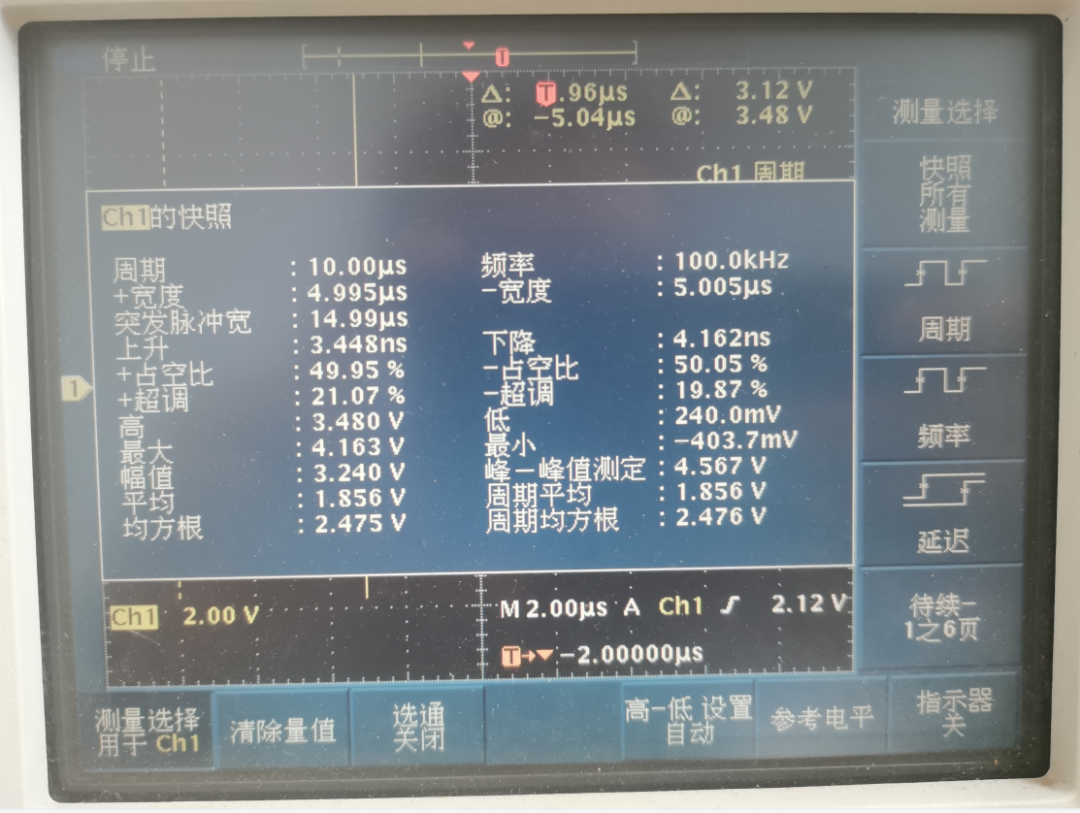 停止
T
Δ: .96μs Δ: 3.12 V
@: −5.04μs @: 3.48 V
Ch1 周期
测量选择
快照
所有
测量
Ch1的快照
周期 : 10.00μs 频率 : 100.0kHz
+宽度 : 4.995μs −宽度 : 5.005μs
突发脉冲宽 : 14.99μs
上升 : 3.448ns 下降 : 4.162ns
+占空比 : 49.95 % −占空比 : 50.05 %
+超调 : 21.07 % −超调 : 19.87 %
高 : 3.480 V 低 : 240.0mV
最大 : 4.163 V 最小 : −403.7mV
幅值 : 3.240 V 峰−峰值测定 : 4.567 V
平均 : 1.856 V 周期平均 : 1.856 V
均方根 : 2.475 V 周期均方根 : 2.476 V
周期
1
频率
延迟
待续−
1之6页
Ch1 2.00 V M 2.00μs A Ch1 2.12 V
T −2.00000μs
测量选择
用于 Ch1
清除量值
选通
关闭
高−低 设置
自动
参考电平
指示器
关